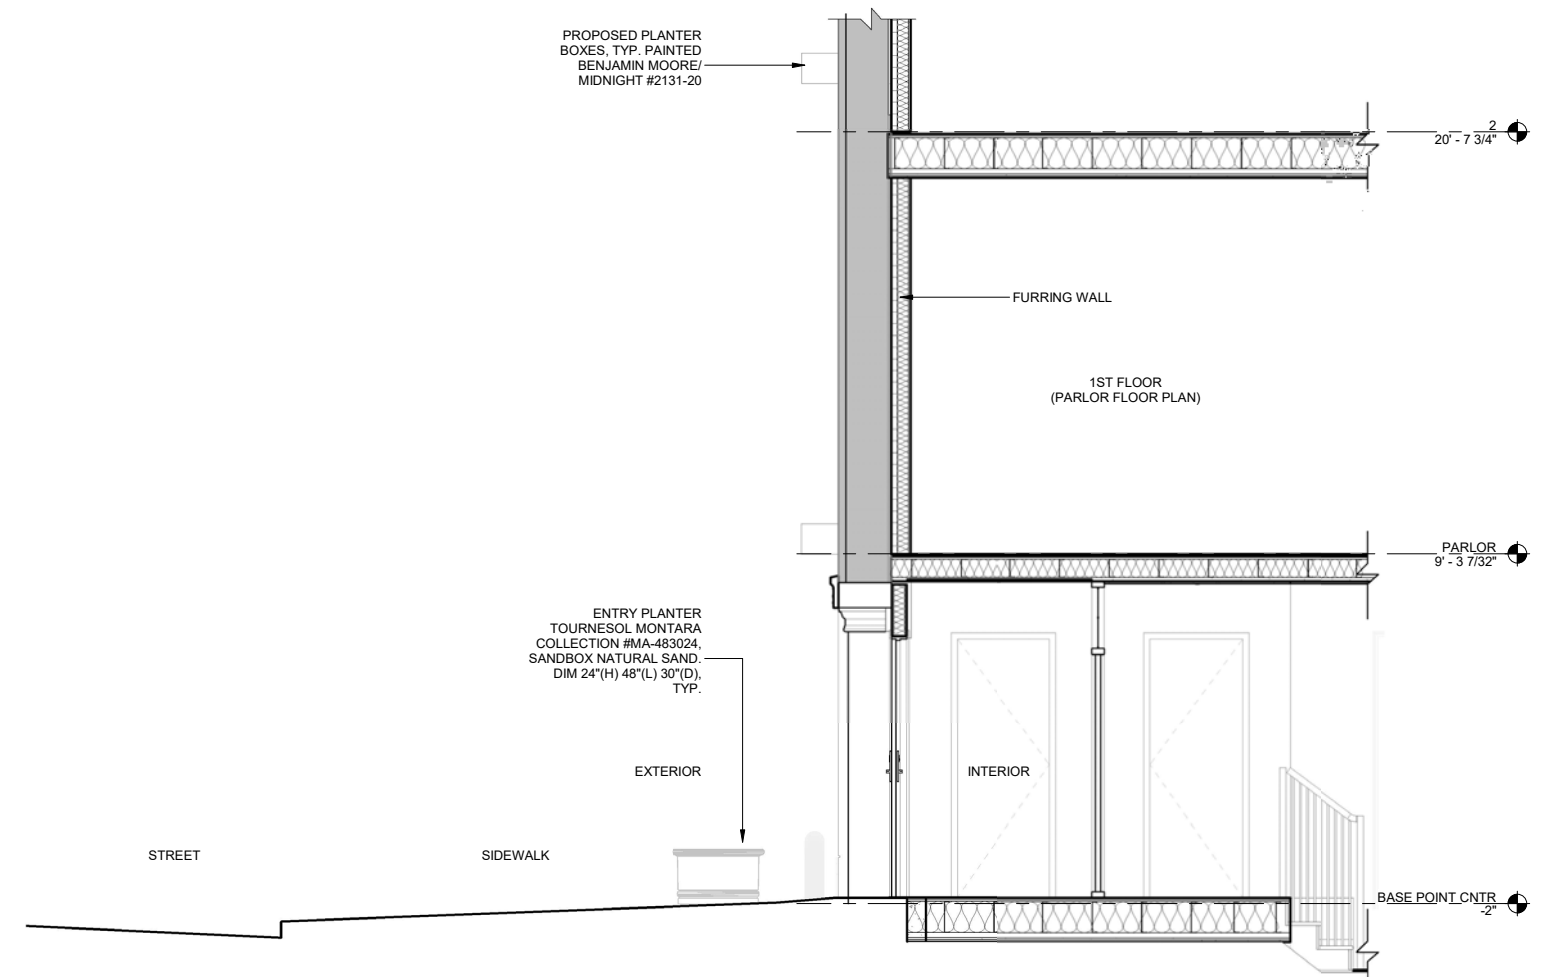 PROPOSED PLANTER
BOXES, TYP. PAINTED
BENJAMIN MOORE/
MIDNIGHT #2131-20
2
20' - 7 3/4"
FURRING WALL
1ST FLOOR
(PARLOR FLOOR PLAN)
PARLOR
9' - 3 7/32"
ENTRY PLANTER
TOURNESOL MONTARA
COLLECTION #MA-483024,
SANDBOX NATURAL SAND.
DIM 24"(H) 48"(L) 30"(D),
TYP.
EXTERIOR
INTERIOR
STREET
SIDEWALK
BASE POINT CNTR
-2"